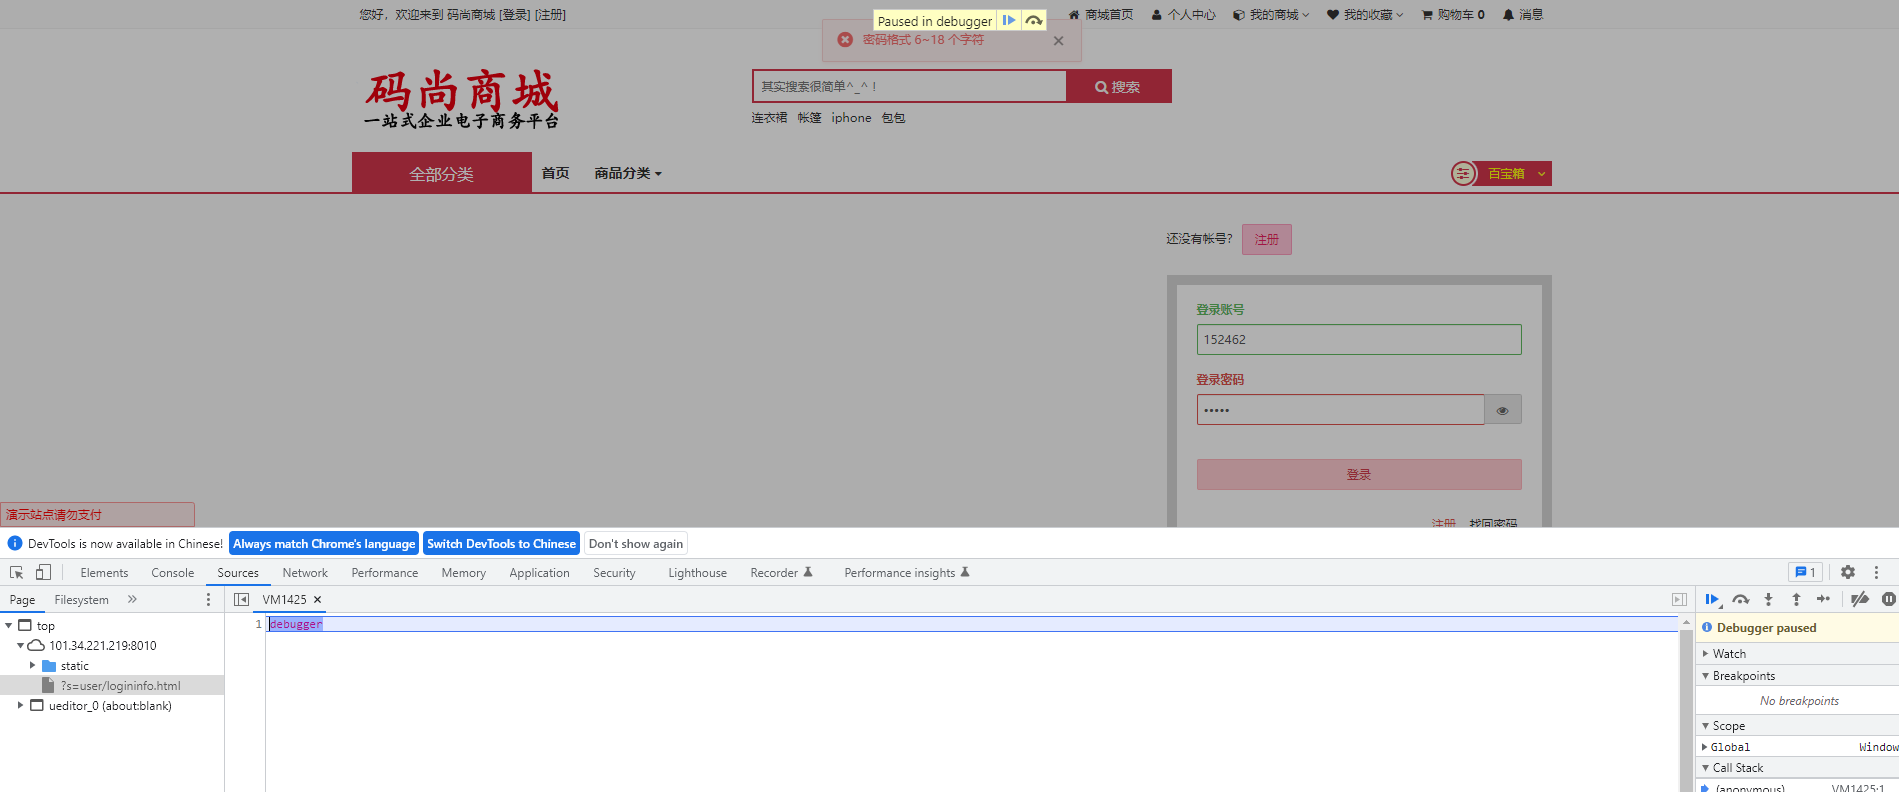 您好，欢迎来到 码尚商城 [登录] [注册]
Paused in debugger
商城首页 个人中心 我的商城 我的收藏 购物车 0 消息
密码格式 6~18 个字符
码尚商城
一站式企业电子商务平台
其实搜索很简单^_^ !
搜索
连衣裙 帐篷 iphone 包包
全部分类 首页 商品分类
百宝箱
还没有帐号? 注册
登录账号
152462
登录密码
•••••
登录
注册 找回密码
演示站点请勿支付
DevTools is now available in Chinese! Always match Chrome's language Switch DevTools to Chinese Don't show again
Elements Console Sources Network Performance Memory Application Security Lighthouse Recorder Performance insights 1
Page Filesystem » VM1425 ×
top
101.34.221.219:8010
static
?s=user/logininfo.html
ueditor_0 (about:blank)
1 debugger
Debugger paused
Watch
Breakpoints
No breakpoints
Scope
Global Window
Call Stack
(anonymous) VM1425:1